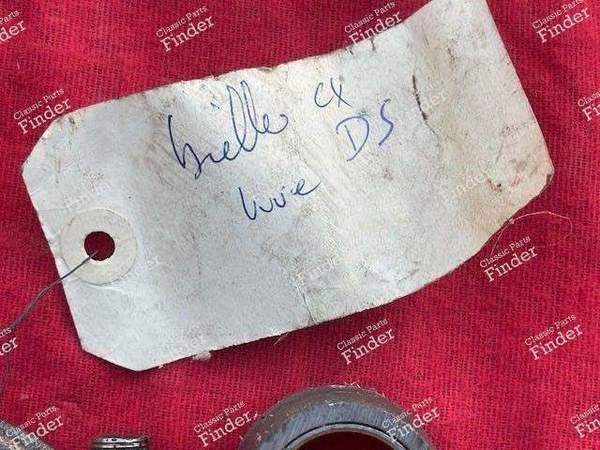 bielle cx
DS
Classic Parts
Finder